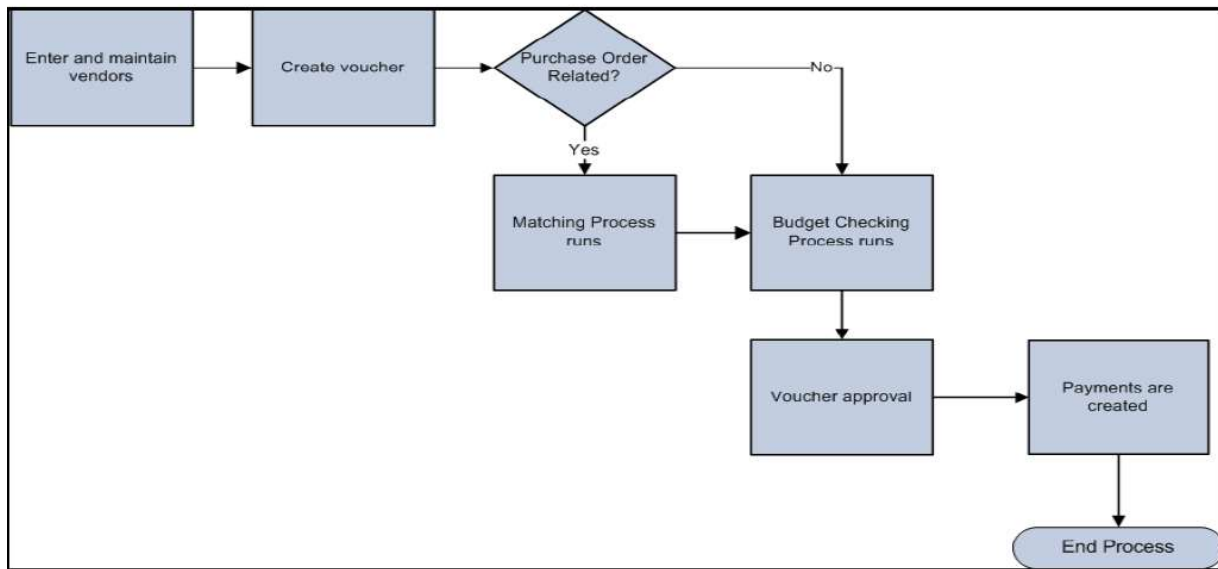 Enter and maintain
vendors
Create voucher
Purchase Order
Related?
No
Yes
Matching Process
runs
Budget Checking
Process runs
Voucher approval
Payments are
created
End Process